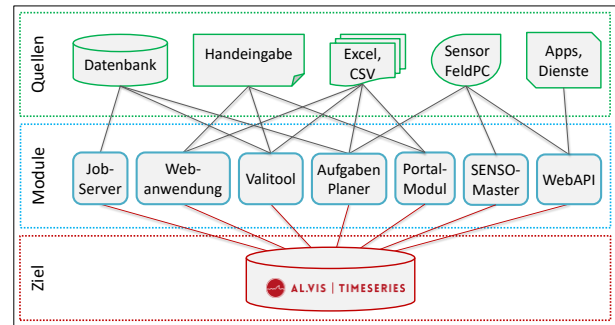 Quellen
Datenbank
Handeingabe
Excel,
CSV
Sensor
FeldPC
Apps,
Dienste
Module
Job-
Server
Web-
anwendung
Valitool
Aufgaben
Planer
Portal-
Modul
SENSO-
Master
WebAPI
Ziel
AL.VIS | TIMESERIES